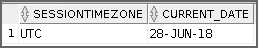 SESSIONTIMEZONE CURRENT_DATE
1 UTC 28-JUN-18